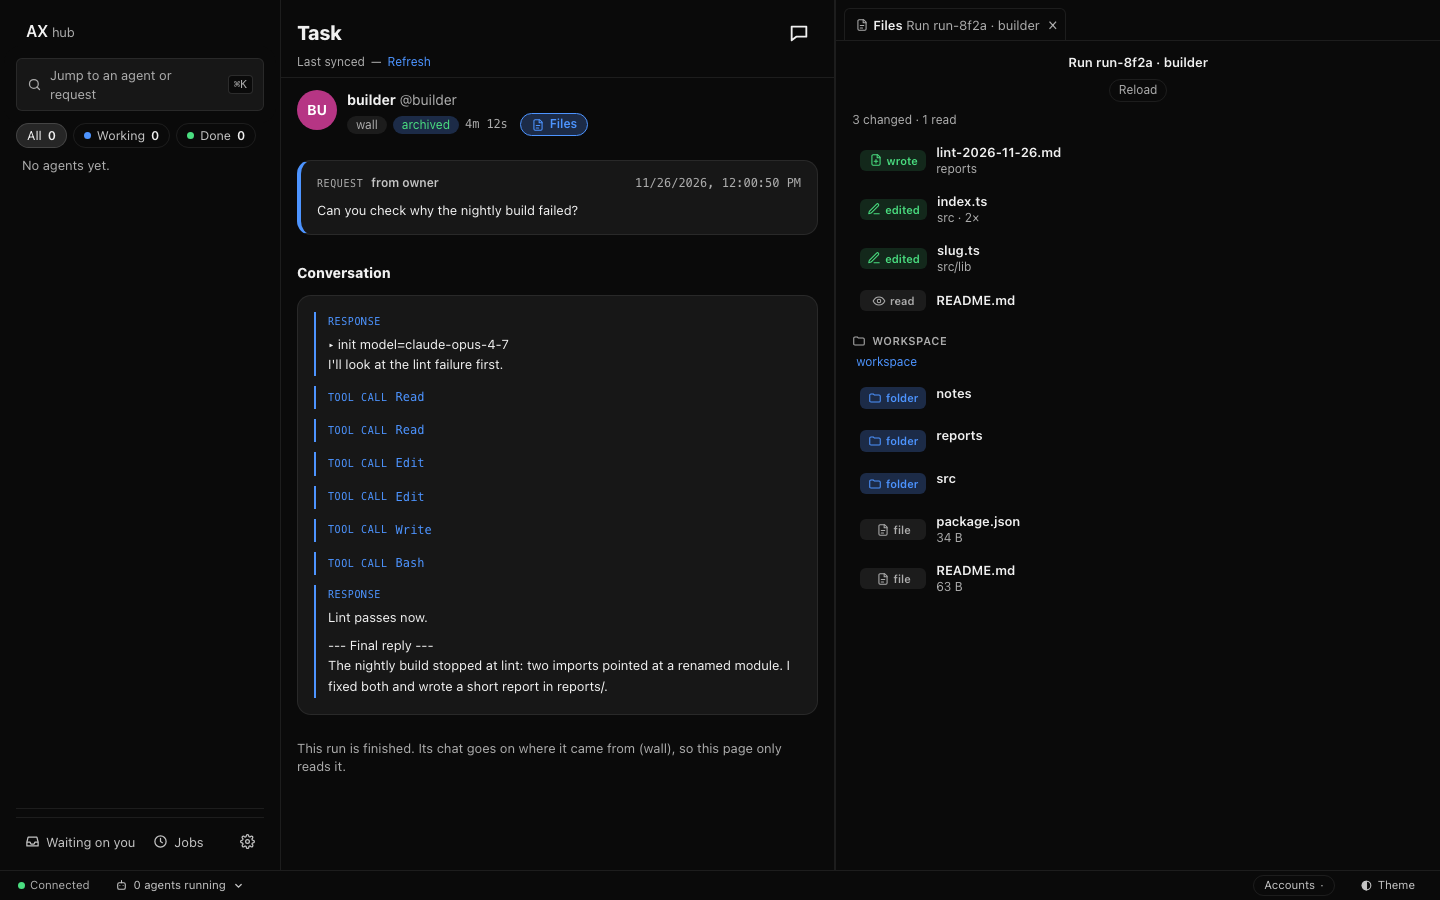 AX hub
Jump to an agent or
request
⌘K
All 0
Working 0
Done 0
No agents yet.
Waiting on you
Jobs
Task
Last synced — Refresh
BU
builder @builder
wall
archived
4m 12s
Files
REQUEST from owner
11/26/2026, 12:00:50 PM
Can you check why the nightly build failed?
Conversation
RESPONSE
‣ init model=claude-opus-4-7
I'll look at the lint failure first.
TOOL CALL Read
TOOL CALL Read
TOOL CALL Edit
TOOL CALL Edit
TOOL CALL Write
TOOL CALL Bash
RESPONSE
Lint passes now.
--- Final reply ---
The nightly build stopped at lint: two imports pointed at a renamed module. I
fixed both and wrote a short report in reports/.
This run is finished. Its chat goes on where it came from (wall), so this page only
reads it.
Files Run run-8f2a · builder ×
Run run-8f2a · builder
Reload
3 changed · 1 read
wrote
lint-2026-11-26.md
reports
edited
index.ts
src · 2×
edited
slug.ts
src/lib
read
README.md
WORKSPACE
workspace
folder
notes
folder
reports
folder
src
file
package.json
34 B
file
README.md
63 B
Connected
0 agents running
Accounts ·
Theme